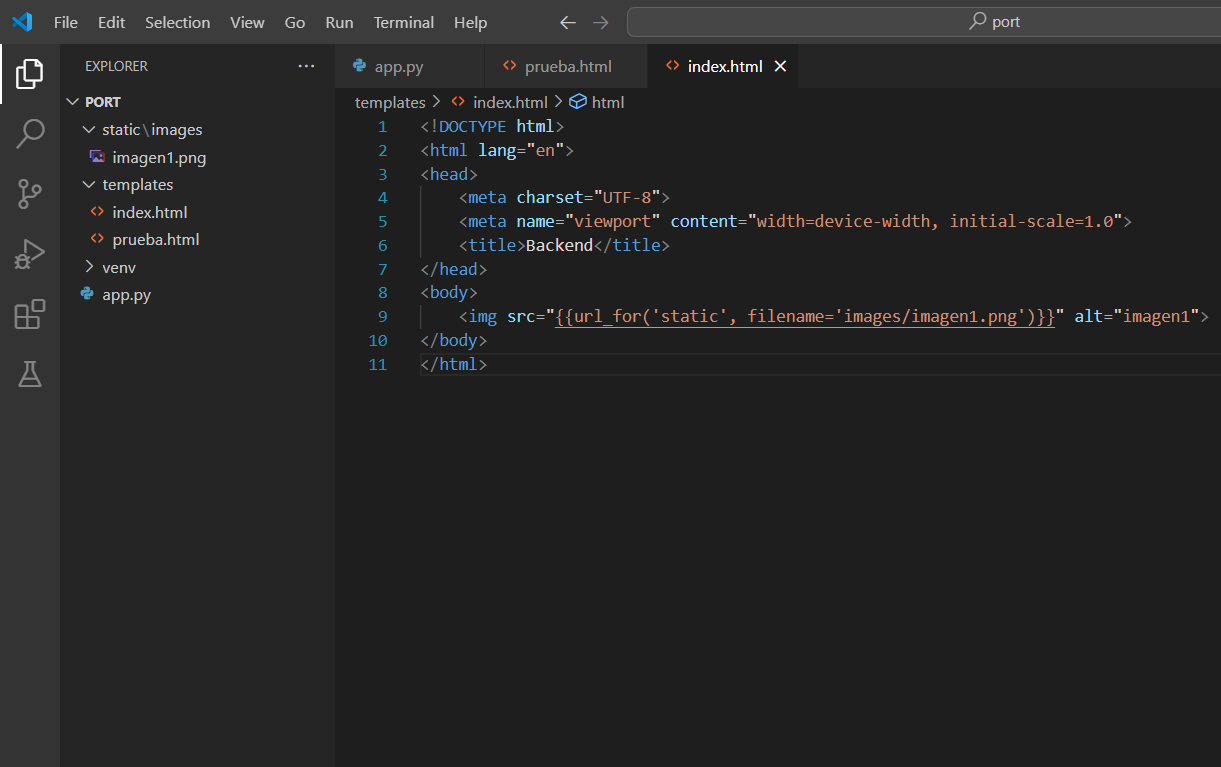 File Edit Selection View Go Run Terminal Help
port
EXPLORER
PORT
static\images
imagen1.png
templates
index.html
prueba.html
venv
app.py
app.py prueba.html index.html
templates > index.html > html
1 <!DOCTYPE html>
2 <html lang="en">
3 <head>
4 <meta charset="UTF-8">
5 <meta name="viewport" content="width=device-width, initial-scale=1.0">
6 <title>Backend</title>
7 </head>
8 <body>
9 <img src="{{url_for('static', filename='images/imagen1.png')}}" alt="imagen1">
10 </body>
11 </html>